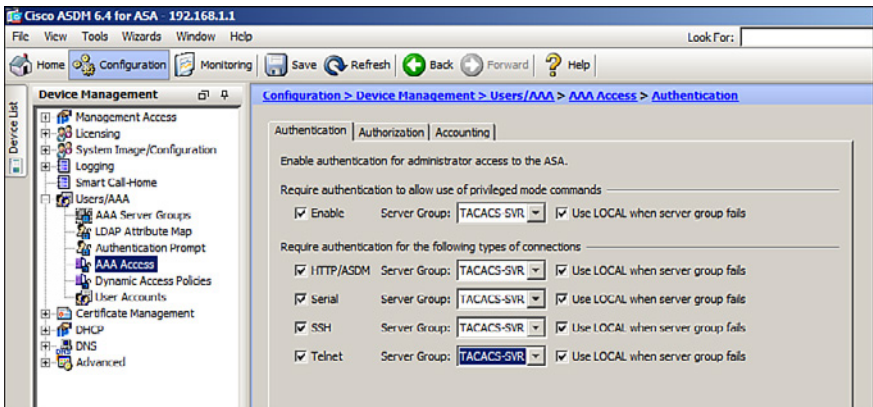 Cisco ASDM 6.4 for ASA - 192.168.1.1
File View Tools Wizards Window Help Look For:
Home Configuration Monitoring Save Refresh Back Forward Help
Device List
Device Management
Management Access
Licensing
System Image/Configuration
Logging
Smart Call-Home
Users/AAA
AAA Server Groups
LDAP Attribute Map
Authentication Prompt
AAA Access
Dynamic Access Policies
User Accounts
Certificate Management
DHCP
DNS
Advanced
Configuration > Device Management > Users/AAA > AAA Access > Authentication
Authentication Authorization Accounting
Enable authentication for administrator access to the ASA.
Require authentication to allow use of privileged mode commands
Enable Server Group: TACACS-SVR Use LOCAL when server group fails
Require authentication for the following types of connections
HTTP/ASDM Server Group: TACACS-SVR Use LOCAL when server group fails
Serial Server Group: TACACS-SVR Use LOCAL when server group fails
SSH Server Group: TACACS-SVR Use LOCAL when server group fails
Telnet Server Group: TACACS-SVR Use LOCAL when server group fails